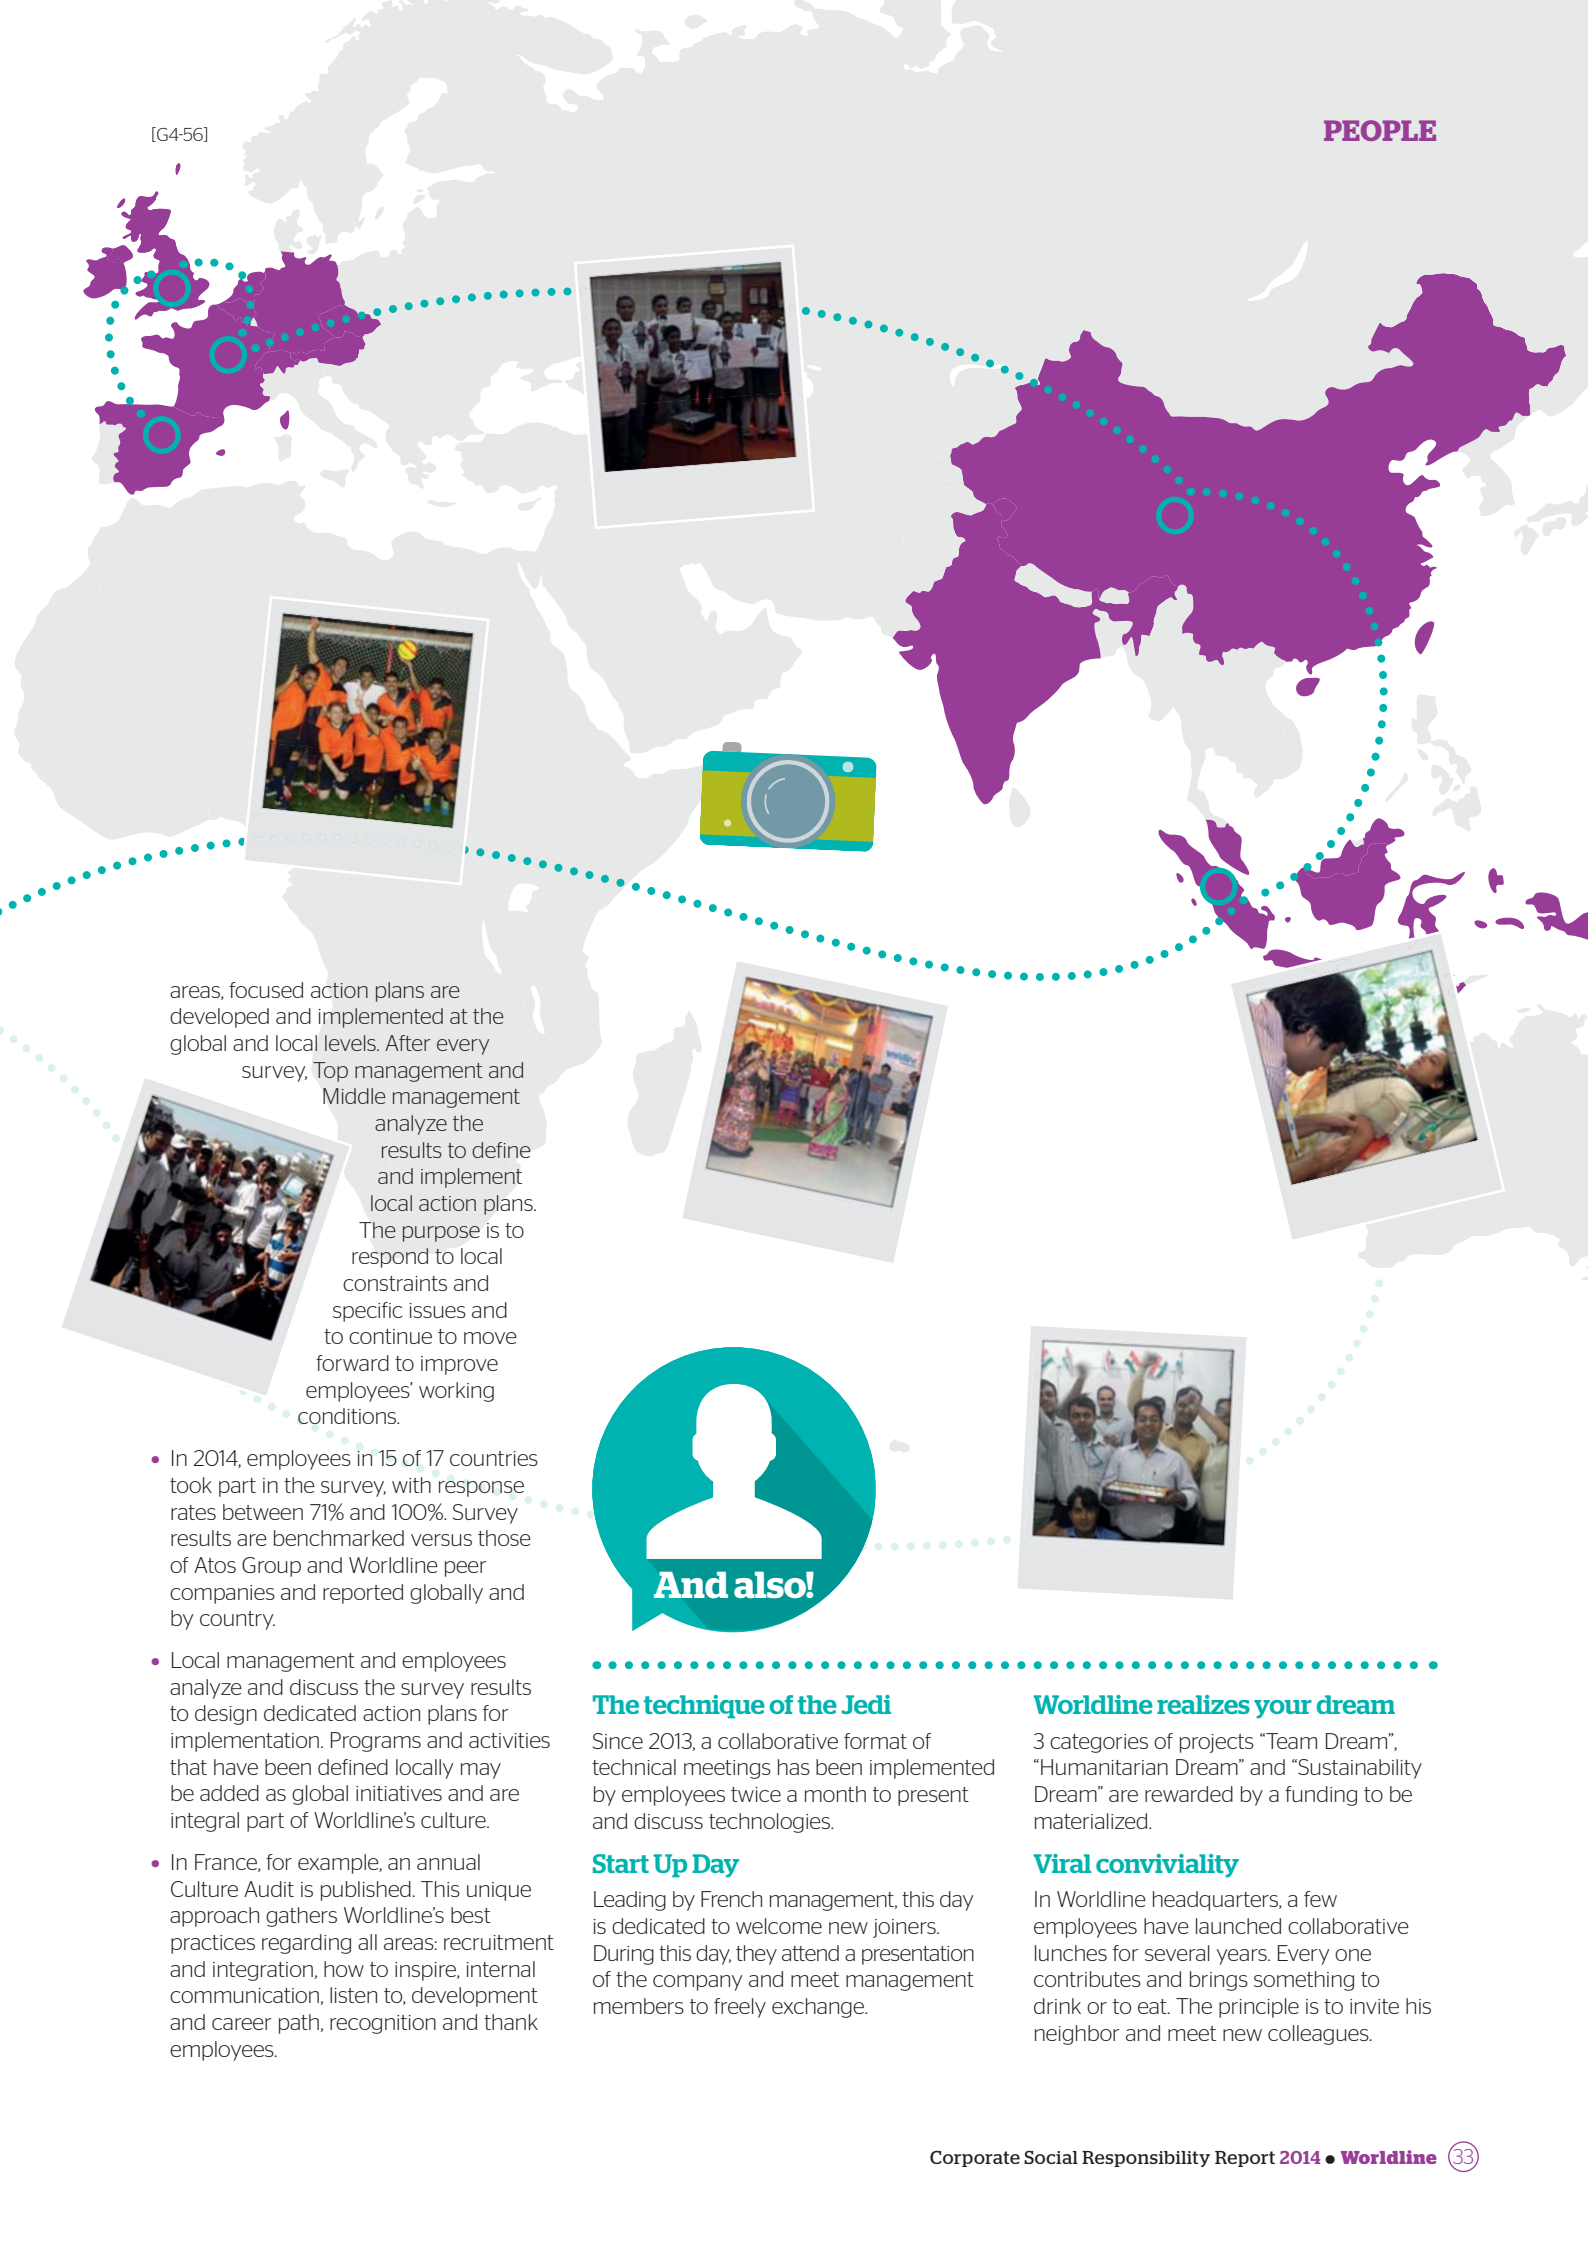 [G4-56]
PEOPLE
areas, focused action plans are
developed and implemented at the
global and local levels. After every
survey, Top management and
Middle management
analyze the
results to define
and implement
local action plans.
The purpose is to
respond to local
constraints and
specific issues and
to continue to move
forward to improve
employees’ working
conditions.
• In 2014, employees in 15 of 17 countries
took part in the survey, with response
rates between 71% and 100%. Survey
results are benchmarked versus those
of Atos Group and Worldline peer
companies and reported globally and
by country.
• Local management and employees
analyze and discuss the survey results
to design dedicated action plans for
implementation. Programs and activities
that have been defined locally may
be added as global initiatives and are
integral part of Worldline’s culture.
• In France, for example, an annual
Culture Audit is published. This unique
approach gathers Worldline’s best
practices regarding all areas: recruitment
and integration, how to inspire, internal
communication, listen to, development
and career path, recognition and thank
employees.
And also!
The technique of the Jedi
Since 2013, a collaborative format of
technical meetings has been implemented
by employees twice a month to present
and discuss technologies.
Start Up Day
Leading by French management, this day
is dedicated to welcome new joiners.
During this day, they attend a presentation
of the company and meet management
members to freely exchange.
Worldline realizes your dream
3 categories of projects “Team Dream”,
“Humanitarian Dream” and “Sustainability
Dream” are rewarded by a funding to be
materialized.
Viral conviviality
In Worldline headquarters, a few
employees have launched collaborative
lunches for several years. Every one
contributes and brings something to
drink or to eat. The principle is to invite his
neighbor and meet new colleagues.
Corporate Social Responsibility Report 2014 • Worldline 33